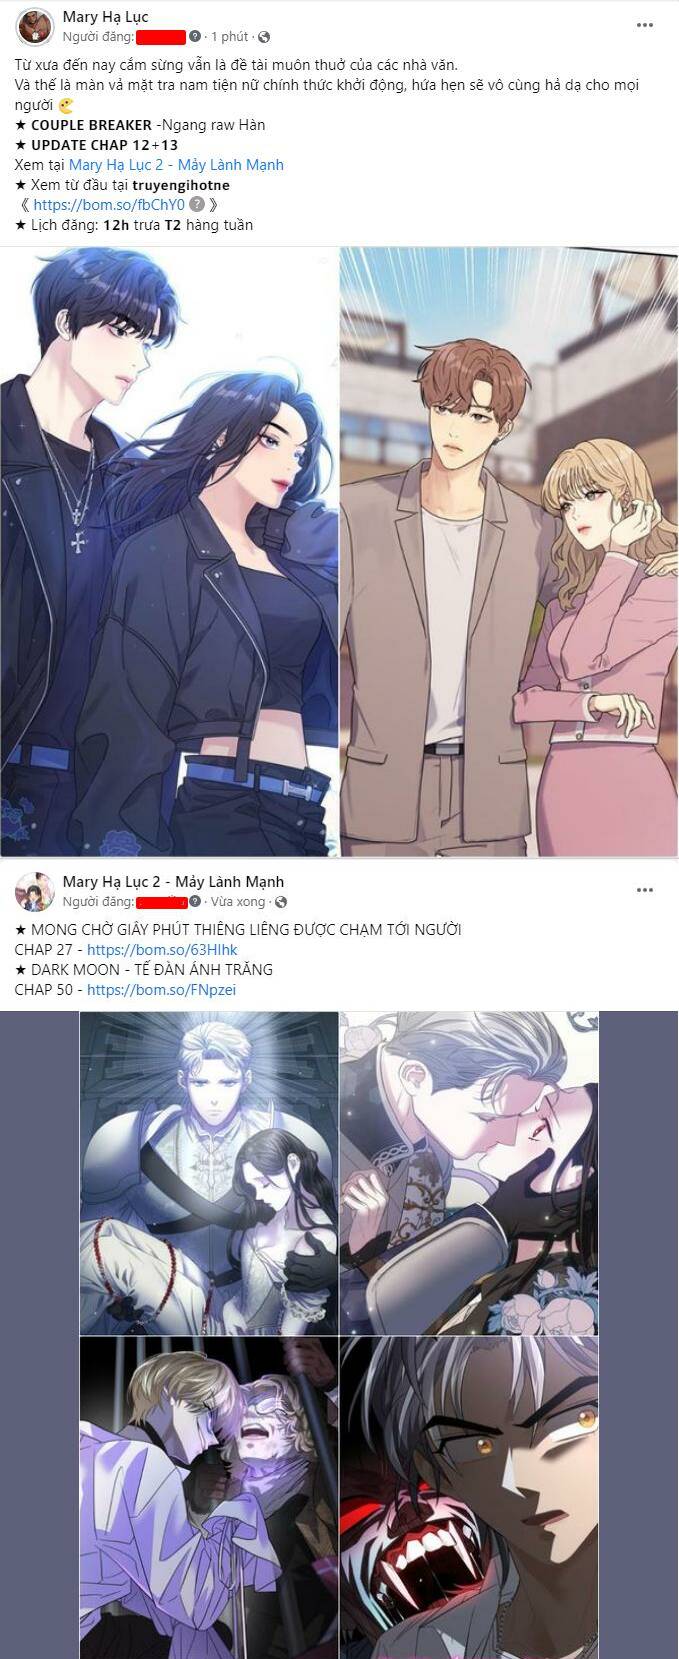 Mary Hạ Lục
Người đăng: · 1 phút ·
Từ xưa đến nay cắm sừng vẫn là đề tài muôn thuở của các nhà văn.
Và thế là màn vả mặt tra nam tiện nữ chính thức khởi động, hứa hẹn sẽ vô cùng hả dạ cho mọi
người
★ COUPLE BREAKER -Ngang raw Hàn
★ UPDATE CHAP 12+13
Xem tại Mary Hạ Lục 2 - Mảy Lành Mạnh
★ Xem từ đầu tại truyengihotne
《 https://bom.so/fbChY0 ? 》
★ Lịch đăng: 12h trưa T2 hàng tuần
Mary Hạ Lục 2 - Mảy Lành Mạnh
Người đăng: · Vừa xong ·
★ MONG CHỜ GIÂY PHÚT THIÊNG LIÊNG ĐƯỢC CHẠM TỚI NGƯỜI
CHAP 27 - https://bom.so/63HIhk
★ DARK MOON - TẾ ĐÀN ÁNH TRĂNG
CHAP 50 - https://bom.so/FNpzei